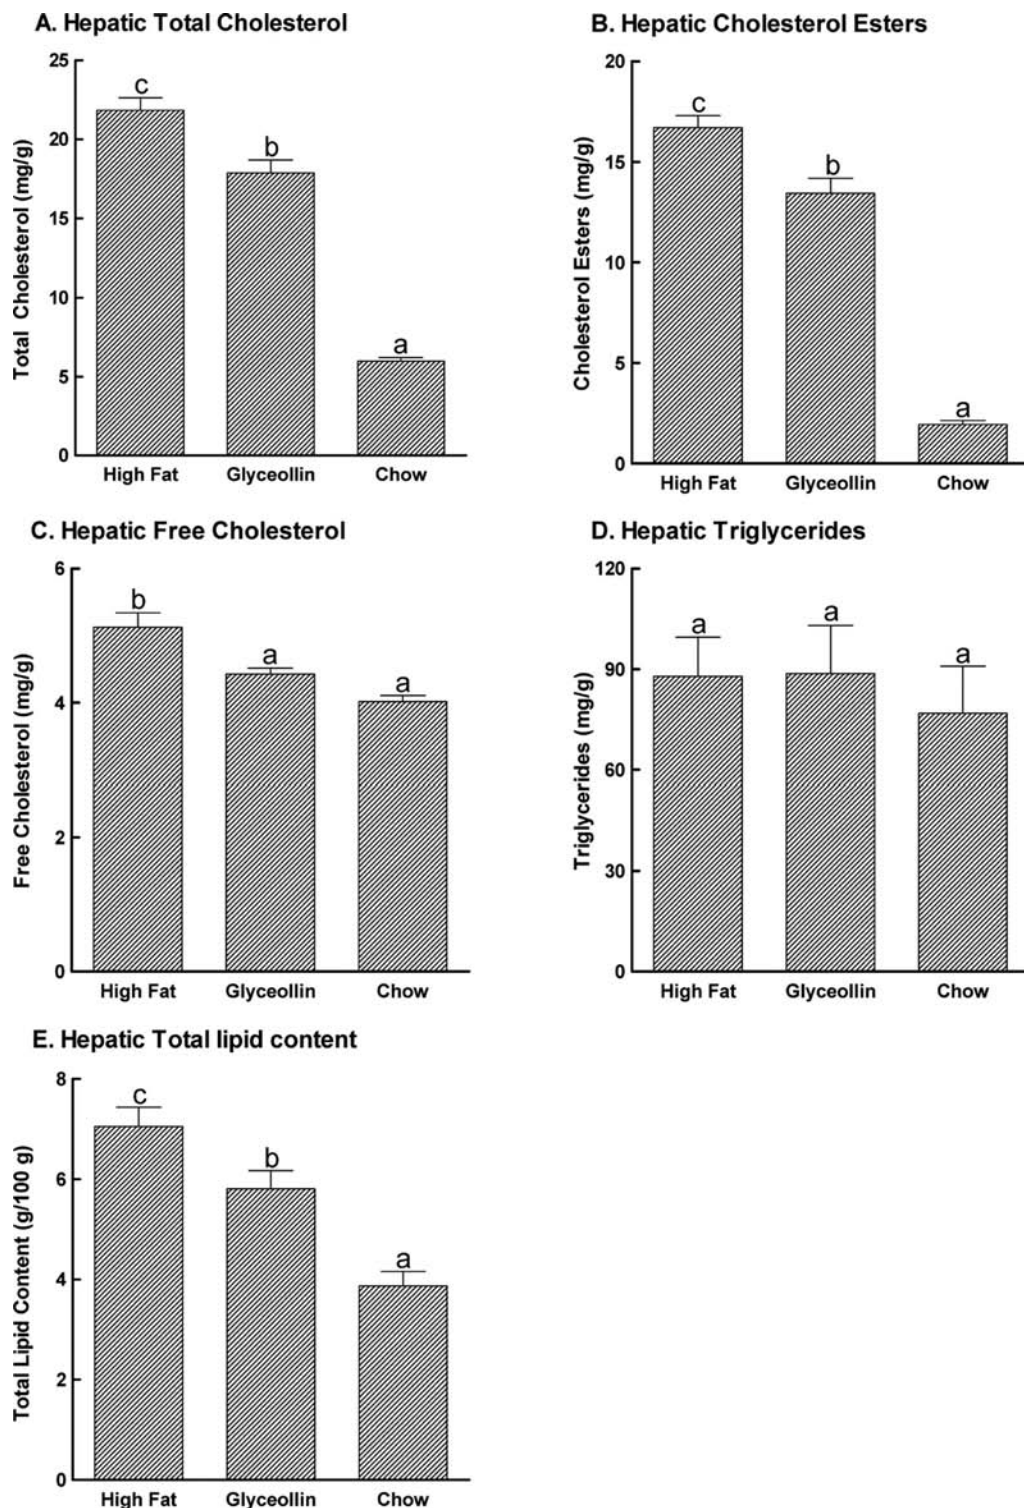 A. Hepatic Total Cholesterol
Total Cholesterol (mg/g)
25
20
15
10
5
0
c
b
a
High Fat
Glyceollin
Chow
B. Hepatic Cholesterol Esters
Cholesterol Esters (mg/g)
20
15
10
5
0
c
b
a
High Fat
Glyceollin
Chow
C. Hepatic Free Cholesterol
Free Cholesterol (mg/g)
6
4
2
0
b
a
a
High Fat
Glyceollin
Chow
D. Hepatic Triglycerides
Triglycerides (mg/g)
120
90
60
30
0
a
a
a
High Fat
Glyceollin
Chow
E. Hepatic Total lipid content
Total Lipid Content (g/100 g)
8
6
4
2
0
c
b
a
High Fat
Glyceollin
Chow